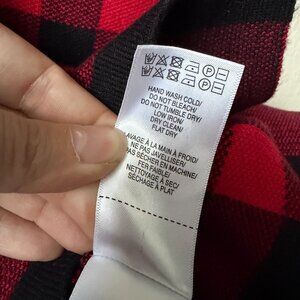 HAND WASH COLD/
DO NOT BLEACH/
DO NOT TUMBLE DRY/
LOW IRON/
DRY CLEAN/
FLAT DRY
LAVAGE À LA MAIN À FROID/
NE PAS JAVELLISER/
PAS SÉCHER EN MACHINE/
FER FAIBLE/
NETTOYAGE À SEC/
SÉCHAGE À PLAT